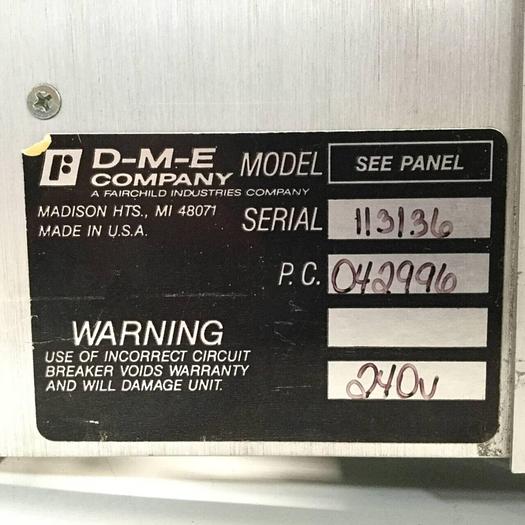 D-M-E
COMPANY
A FAIRCHILD INDUSTRIES COMPANY
MADISON HTS., MI 48071
MADE IN U.S.A.
MODEL SEE PANEL
SERIAL 113136
P.C. 042996
WARNING
USE OF INCORRECT CIRCUIT
BREAKER VOIDS WARRANTY
AND WILL DAMAGE UNIT.
240v